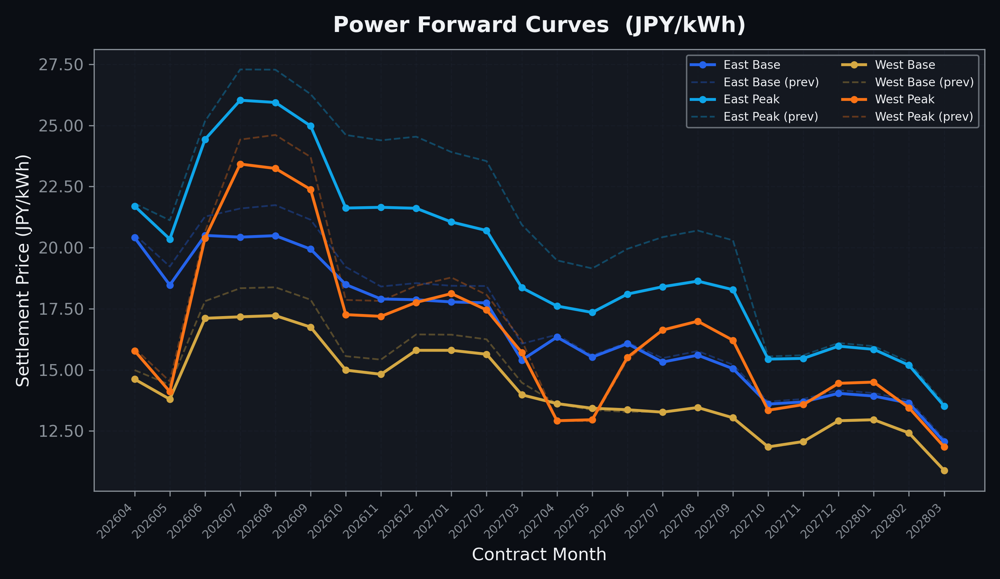 Power Forward Curves (JPY/kWh)
East Base
East Base (prev)
East Peak
East Peak (prev)
West Base
West Base (prev)
West Peak
West Peak (prev)
Settlement Price (JPY/kWh)
27.50
25.00
22.50
20.00
17.50
15.00
12.50
202604
202605
202606
202607
202608
202609
202610
202611
202612
202701
202702
202703
202704
202705
202706
202707
202708
202709
202710
202711
202712
202801
202802
202803
Contract Month